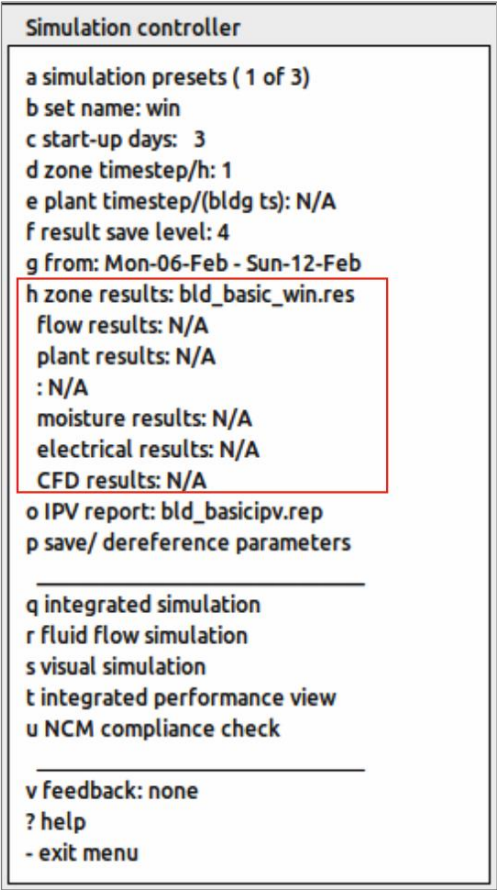 Simulation controller
a simulation presets ( 1 of 3)
b set name: win
c start-up days:   3
d zone timestep/h: 1
e plant timestep/(bldg ts): N/A
f result save level: 4
g from: Mon-06-Feb - Sun-12-Feb
h zone results: bld_basic_win.res
flow results: N/A
plant results: N/A
: N/A
moisture results: N/A
electrical results: N/A
CFD results: N/A
o IPV report: bld_basicipv.rep
p save/ dereference parameters
q integrated simulation
r fluid flow simulation
s visual simulation
t integrated performance view
u NCM compliance check
v feedback: none
? help
- exit menu